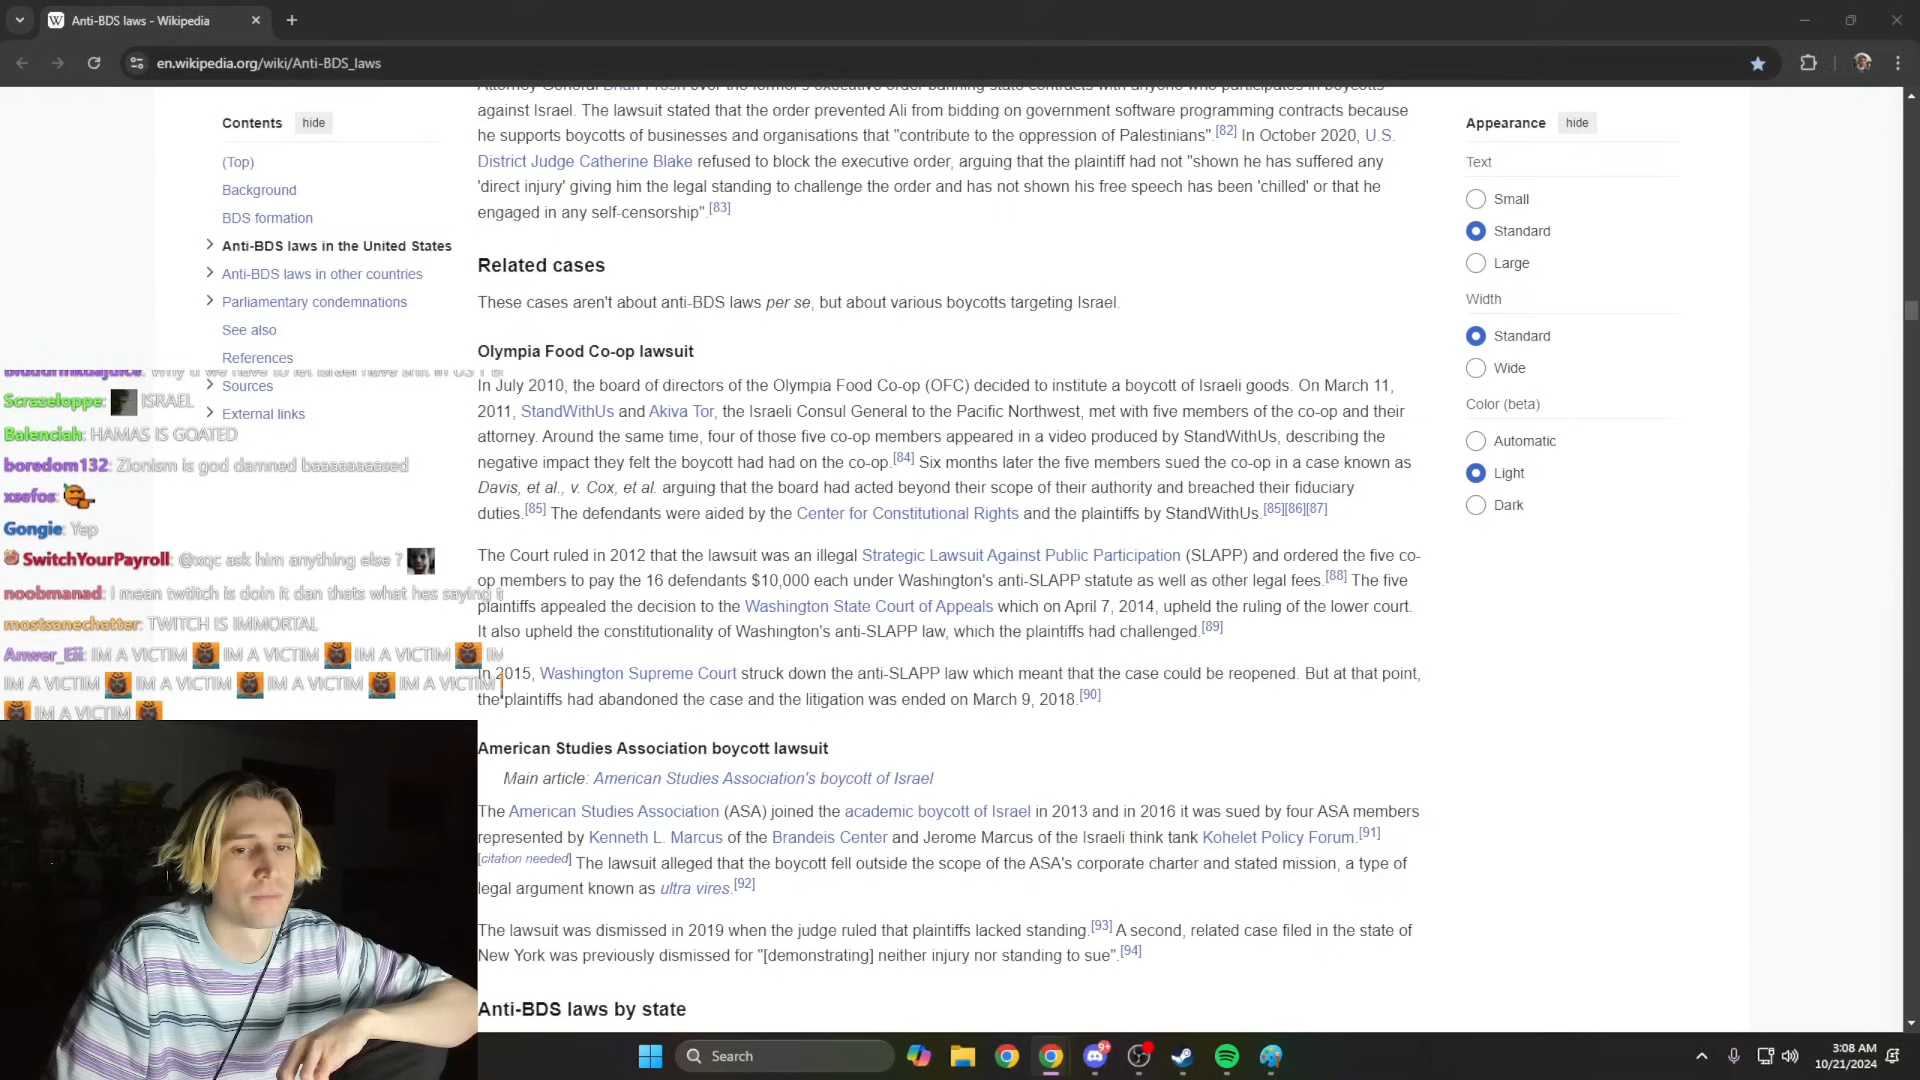 Anti-BDS laws - Wikipedia
en.wikipedia.org/wiki/Anti-BDS_laws
Contents hide
(Top)
Background
BDS formation
Anti-BDS laws in the United States
Anti-BDS laws in other countries
Parliamentary condemnations
See also
References
Sources
External links
Scrazeloppe: ISRAEL
Balenciah: HAMAS IS GOATED
boredom132: Zionism is god damned baaaaaaaased
xsefos:
Gongie: Yep
SwitchYourPayroll: @xqc ask him anything else ?
noobmanad: i mean twitch is doin it dan thats what hes saying
mostsanechatter: TWITCH IS IMMORTAL
Anwer_Eii: IM A VICTIM IM A VICTIM IM A VICTIM IM
IM A VICTIM IM A VICTIM IM A VICTIM IM A VICTIM
IM A VICTIM
against Israel. The lawsuit stated that the order prevented Ali from bidding on government software programming contracts because
he supports boycotts of businesses and organisations that "contribute to the oppression of Palestinians".[82] In October 2020, U.S.
District Judge Catherine Blake refused to block the executive order, arguing that the plaintiff had not "shown he has suffered any
'direct injury' giving him the legal standing to challenge the order and has not shown his free speech has been 'chilled' or that he
engaged in any self-censorship".[83]
Related cases
These cases aren't about anti-BDS laws per se, but about various boycotts targeting Israel.
Olympia Food Co-op lawsuit
In July 2010, the board of directors of the Olympia Food Co-op (OFC) decided to institute a boycott of Israeli goods. On March 11,
2011, StandWithUs and Akiva Tor, the Israeli Consul General to the Pacific Northwest, met with five members of the co-op and their
attorney. Around the same time, four of those five co-op members appeared in a video produced by StandWithUs, describing the
negative impact they felt the boycott had had on the co-op.[84] Six months later the five members sued the co-op in a case known as
Davis, et al., v. Cox, et al. arguing that the board had acted beyond their scope of their authority and breached their fiduciary
duties.[85] The defendants were aided by the Center for Constitutional Rights and the plaintiffs by StandWithUs.[85][86][87]
The Court ruled in 2012 that the lawsuit was an illegal Strategic Lawsuit Against Public Participation (SLAPP) and ordered the five co-
op members to pay the 16 defendants $10,000 each under Washington's anti-SLAPP statute as well as other legal fees.[88] The five
plaintiffs appealed the decision to the Washington State Court of Appeals which on April 7, 2014, upheld the ruling of the lower court.
It also upheld the constitutionality of Washington's anti-SLAPP law, which the plaintiffs had challenged.[89]
In 2015, Washington Supreme Court struck down the anti-SLAPP law which meant that the case could be reopened. But at that point,
the plaintiffs had abandoned the case and the litigation was ended on March 9, 2018.[90]
American Studies Association boycott lawsuit
Main article: American Studies Association's boycott of Israel
The American Studies Association (ASA) joined the academic boycott of Israel in 2013 and in 2016 it was sued by four ASA members
represented by Kenneth L. Marcus of the Brandeis Center and Jerome Marcus of the Israeli think tank Kohelet Policy Forum.[91]
[citation needed] The lawsuit alleged that the boycott fell outside the scope of the ASA's corporate charter and stated mission, a type of
legal argument known as ultra vires.[92]
The lawsuit was dismissed in 2019 when the judge ruled that plaintiffs lacked standing.[93] A second, related case filed in the state of
New York was previously dismissed for "[demonstrating] neither injury nor standing to sue".[94]
Anti-BDS laws by state
Appearance hide
Text
Small
Standard
Large
Width
Standard
Wide
Color (beta)
Automatic
Light
Dark
Search
9+
3:08 AM
10/21/2024